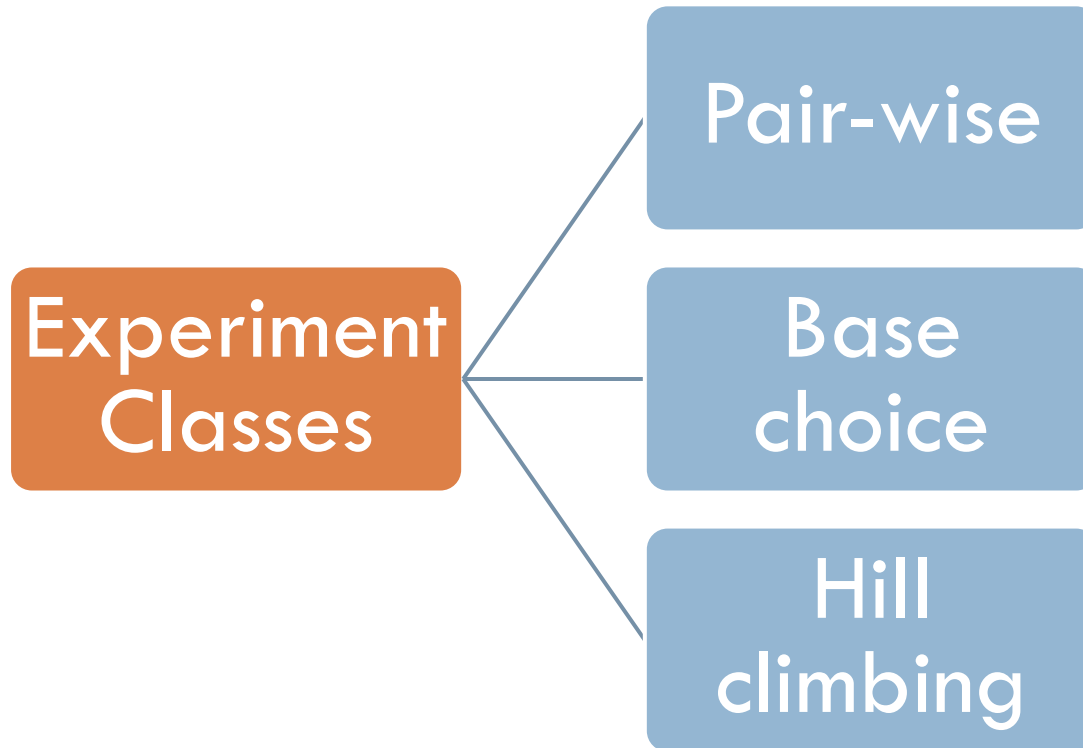 Pair-wise
Experiment
Classes
Base
choice
Hill
climbing